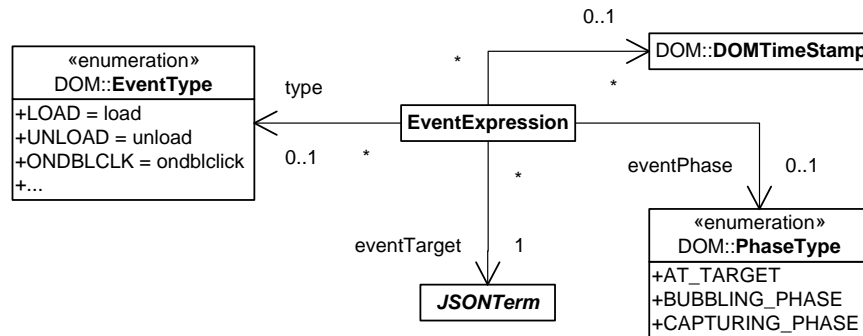 0..1
«enumeration»
DOM::EventType
+LOAD = load
+UNLOAD = unload
+ONDBLCLK = ondblclick
+...
type
0..1
*
*
DOM::DOMTimeStamp
*
EventExpression
*
eventTarget
1
JSONTerm
eventPhase
0..1
«enumeration»
DOM::PhaseType
+AT_TARGET
+BUBBLING_PHASE
+CAPTURING_PHASE